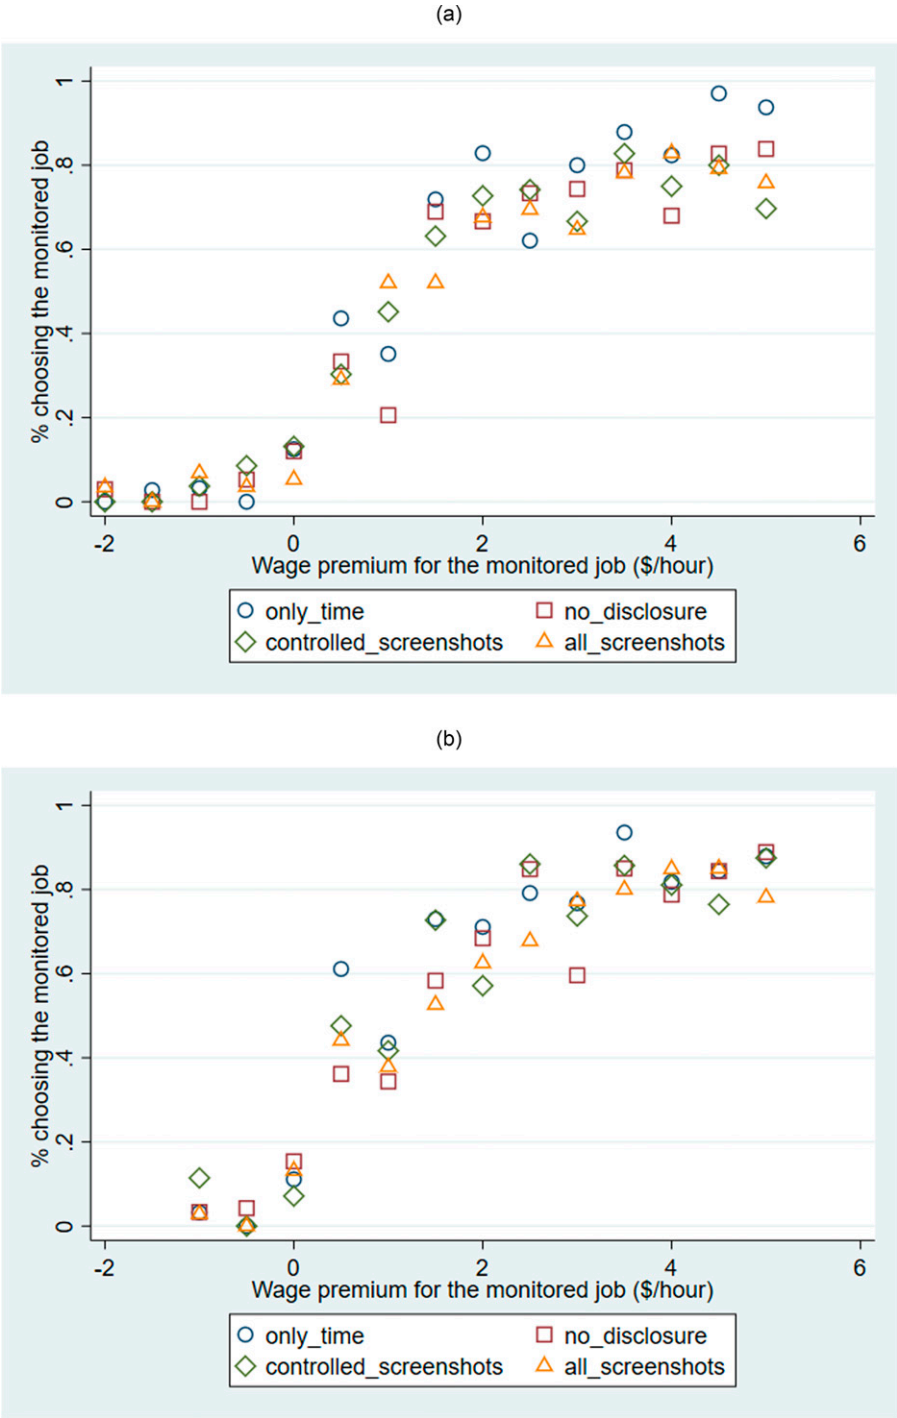 (a)
% choosing the monitored job
1
.8
.6
.4
.2
0
-2 0 2 4 6
Wage premium for the monitored job ($/hour)
only_time no_disclosure
controlled_screenshots all_screenshots
(b)
% choosing the monitored job
1
.8
.6
.4
.2
0
-2 0 2 4 6
Wage premium for the monitored job ($/hour)
only_time no_disclosure
controlled_screenshots all_screenshots